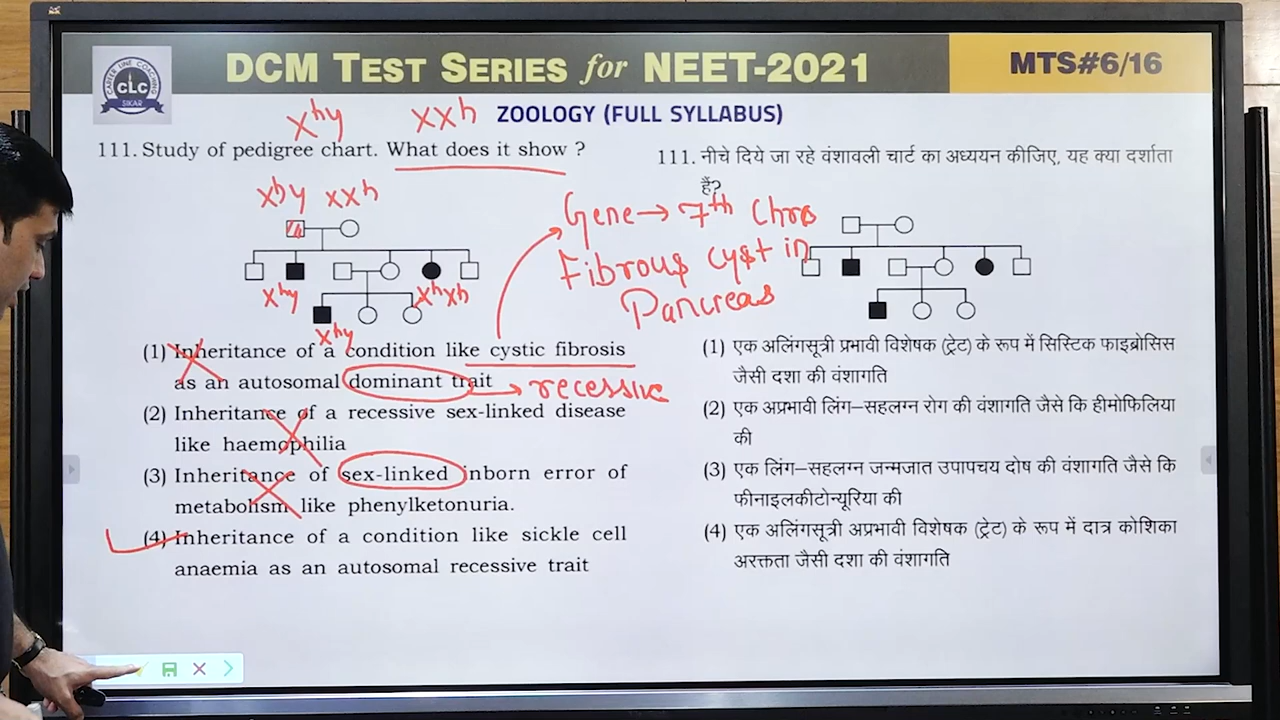 CAREER LINE COACHING
CLC
SIKAR
DCM TEST SERIES for NEET-2021
MTS#6/16
ZOOLOGY (FULL SYLLABUS)
X^hy XX^h
111. Study of pedigree chart. What does it show ?
X^hy XX^h
X^hy X^hX^h
X^hy
Gene → 7th Chro
Fibrous cyst in
Pancreas
(1) Inheritance of a condition like cystic fibrosis
as an autosomal dominant trait → recessive
(2) Inheritance of a recessive sex-linked disease
like haemophilia
(3) Inheritance of sex-linked inborn error of
metabolism like phenylketonuria.
(4) Inheritance of a condition like sickle cell
anaemia as an autosomal recessive trait
111. नीचे दिये जा रहे वंशावली चार्ट का अध्ययन कीजिए, यह क्या दर्शाता
हैं?
(1) एक अलिंगसूत्री प्रभावी विशेषक (ट्रेट) के रूप में सिस्टिक फाइब्रोसिस
जैसी दशा की वंशागति
(2) एक अप्रभावी लिंग–सहलग्न रोग की वंशागति जैसे कि हीमोफिलिया
की
(3) एक लिंग–सहलग्न जन्मजात उपापचय दोष की वंशागति जैसे कि
फीनाइलकीटोन्यूरिया की
(4) एक अलिंगसूत्री अप्रभावी विशेषक (ट्रेट) के रूप में दात्र कोशिका
अरक्तता जैसी दशा की वंशागति